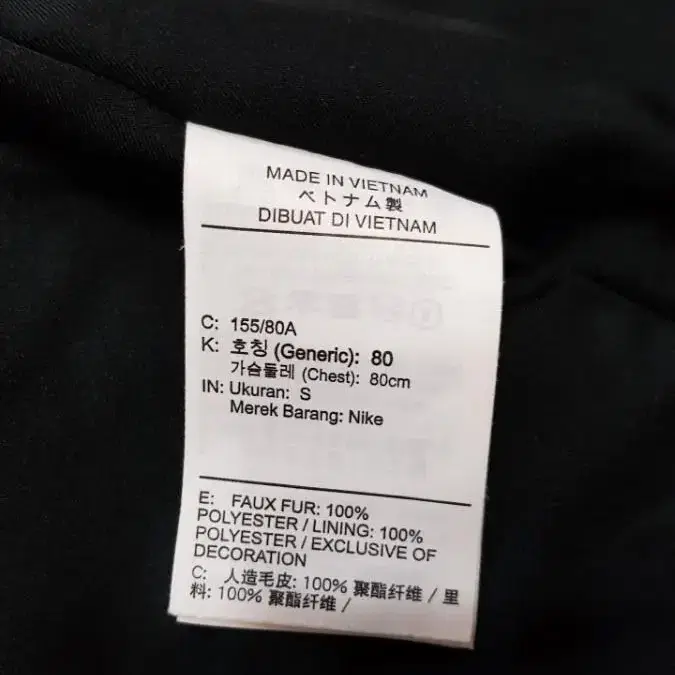 MADE IN VIETNAM
ベトナム製
DIBUAT DI VIETNAM
C: 155/80A
K: 호칭 (Generic): 80
가슴둘레 (Chest): 80cm
IN: Ukuran: S
Merek Barang: Nike
E: FAUX FUR: 100%
POLYESTER / LINING: 100%
POLYESTER / EXCLUSIVE OF
DECORATION
C: 人造毛皮: 100% 聚酯纤维 / 里
料: 100% 聚酯纤维 /